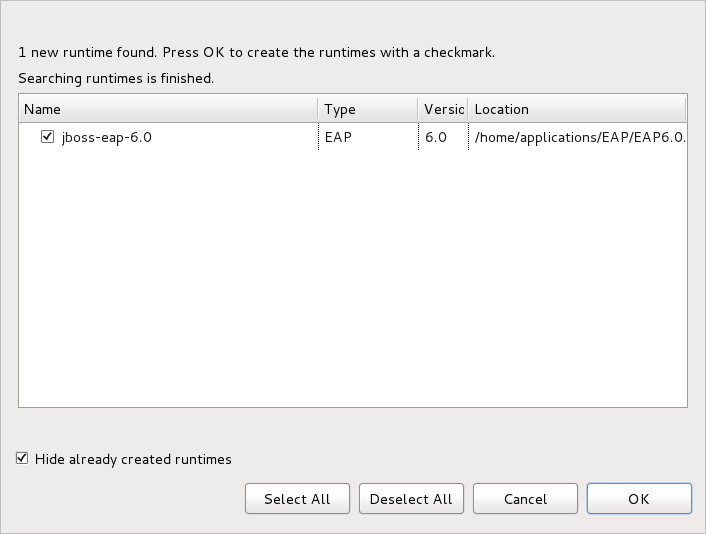 1 new runtime found. Press OK to create the runtimes with a checkmark.
Searching runtimes is finished.
Name Type Versic Location
jboss-eap-6.0 EAP 6.0 /home/applications/EAP/EAP6.0.
Hide already created runtimes
Select All Deselect All Cancel OK